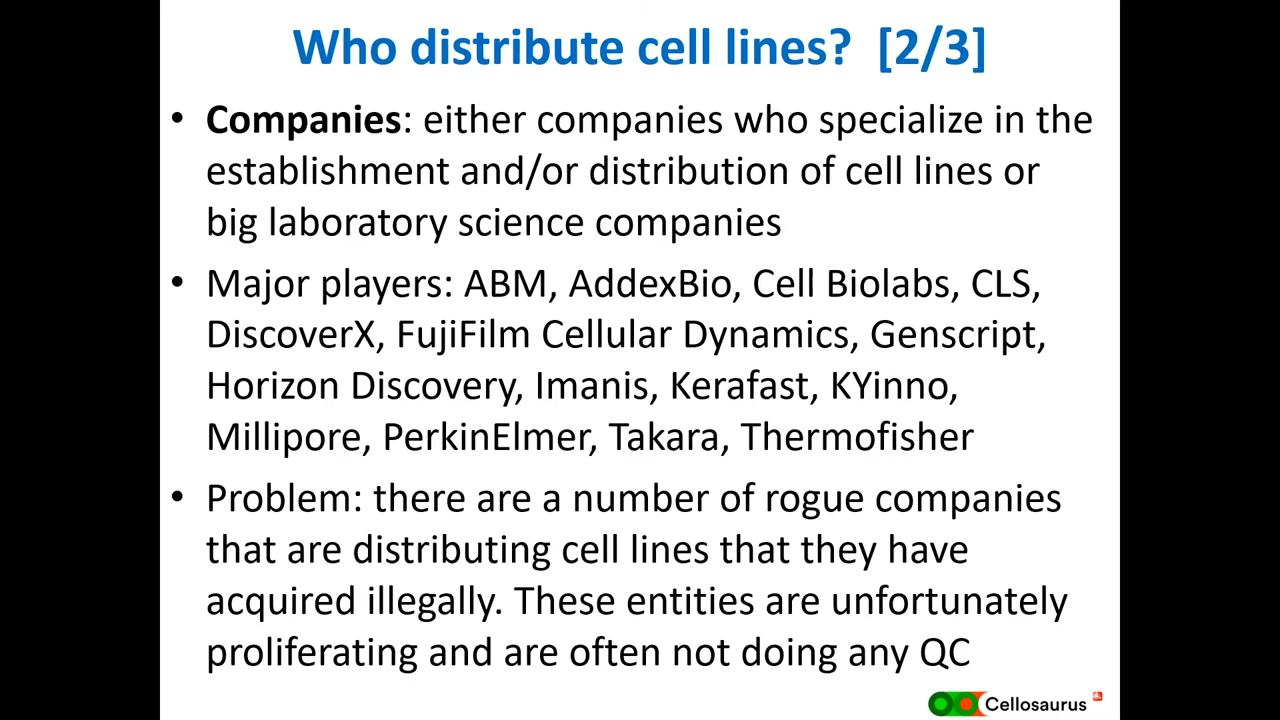 Who distribute cell lines?  [2/3]
• Companies: either companies who specialize in the
establishment and/or distribution of cell lines or
big laboratory science companies
• Major players: ABM, AddexBio, Cell Biolabs, CLS,
DiscoverX, FujiFilm Cellular Dynamics, Genscript,
Horizon Discovery, Imanis, Kerafast, KYinno,
Millipore, PerkinElmer, Takara, Thermofisher
• Problem: there are a number of rogue companies
that are distributing cell lines that they have
acquired illegally. These entities are unfortunately
proliferating and are often not doing any QC
Cellosaurus